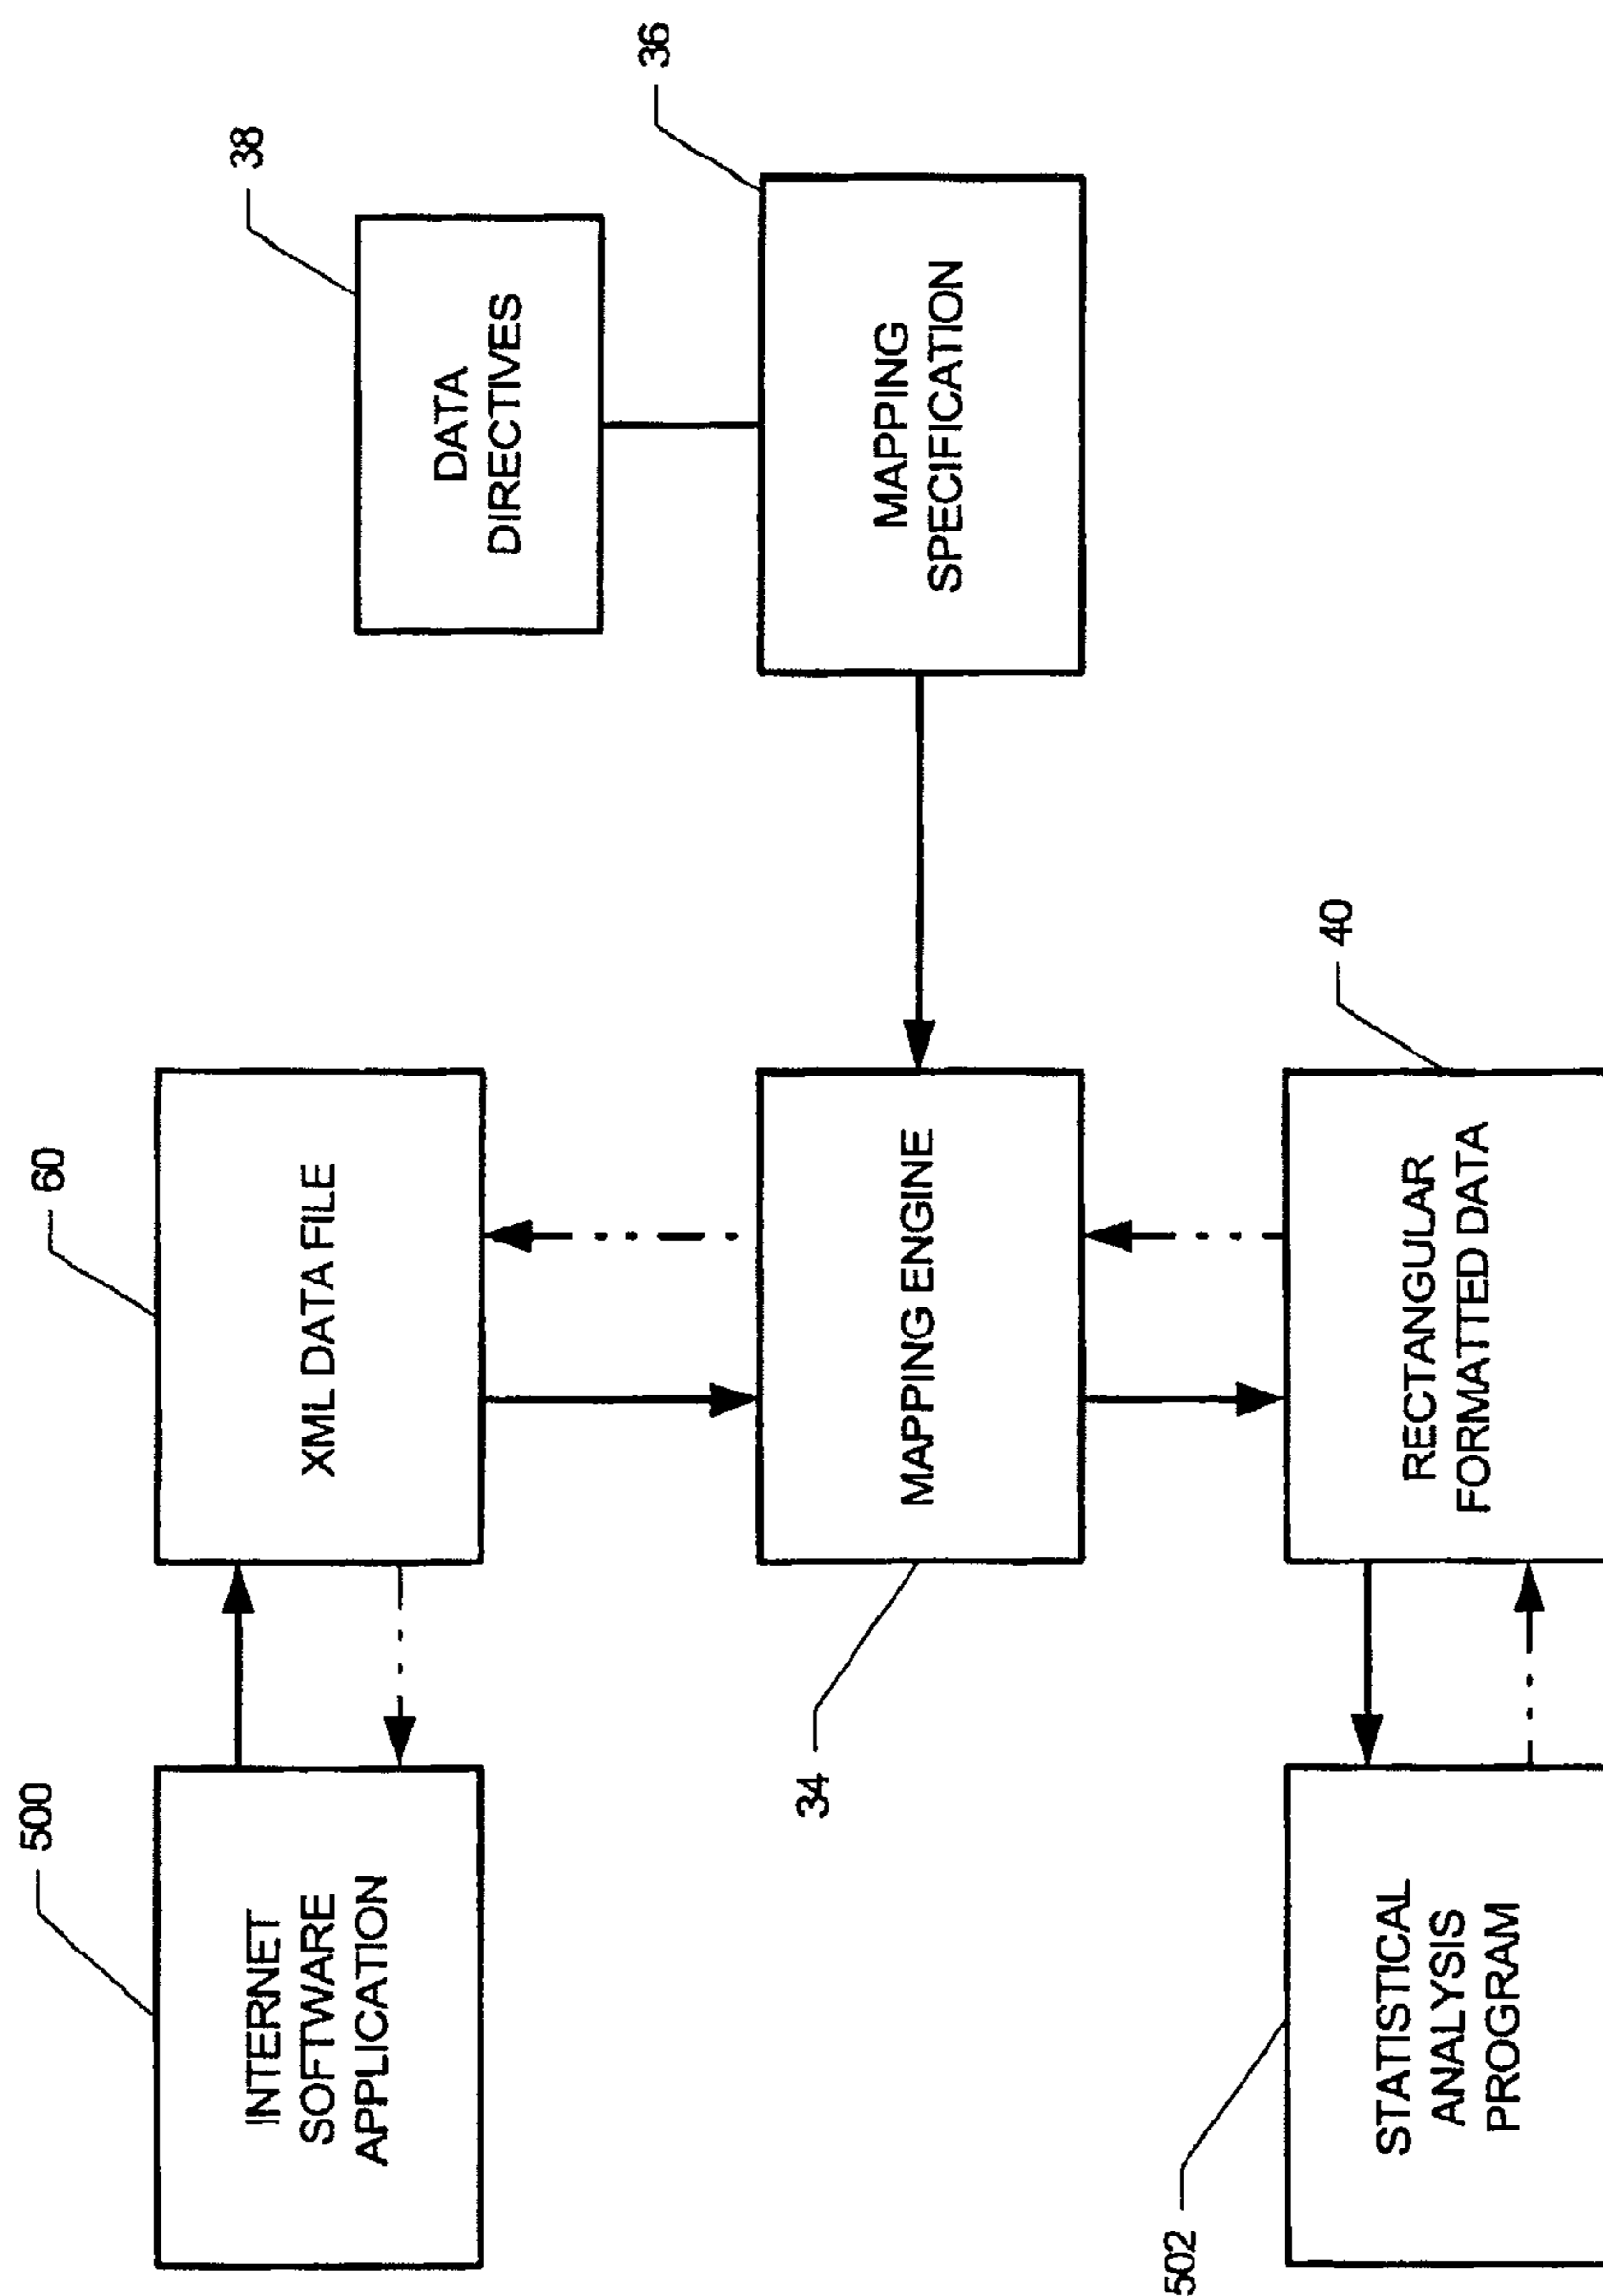 500
INTERNET
SOFTWARE
APPLICATION
60
XML DATA FILE
38
DATA
DIRECTIVES
34
MAPPING ENGINE
36
MAPPING
SPECIFICATION
502
STATISTICAL
ANALYSIS
PROGRAM
40
RECTANGULAR
FORMATTED DATA